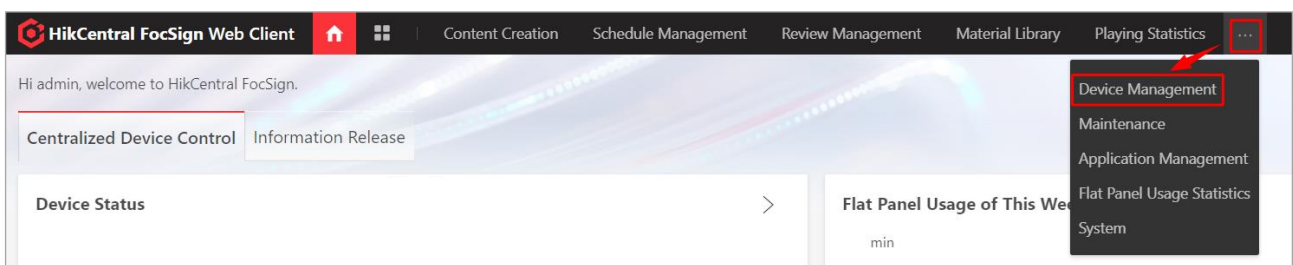 HikCentral FocSign Web Client Content Creation Schedule Management Review Management Material Library Playing Statistics ...
Hi admin, welcome to HikCentral FocSign.
Device Management
Maintenance
Application Management
Flat Panel Usage Statistics
System
Centralized Device Control Information Release
Device Status
Flat Panel Usage of This Wee
min